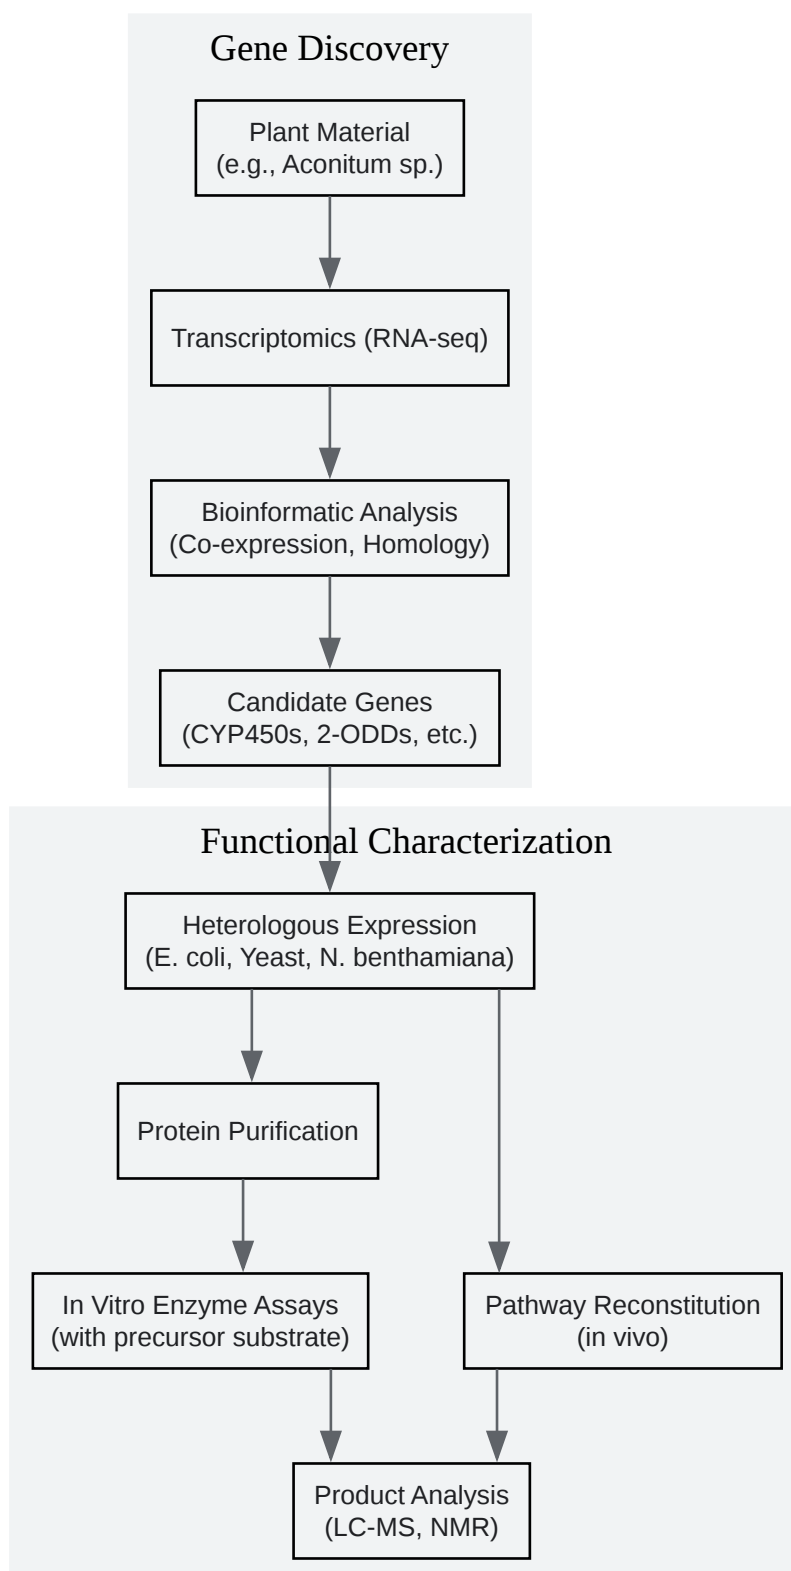 Gene Discovery
Plant Material
(e.g., Aconitum sp.)
Transcriptomics (RNA-seq)
Bioinformatic Analysis
(Co-expression, Homology)
Candidate Genes
(CYP450s, 2-ODDs, etc.)
Functional Characterization
Heterologous Expression
(E. coli, Yeast, N. benthamiana)
Protein Purification
In Vitro Enzyme Assays
(with precursor substrate)
Pathway Reconstitution
(in vivo)
Product Analysis
(LC-MS, NMR)